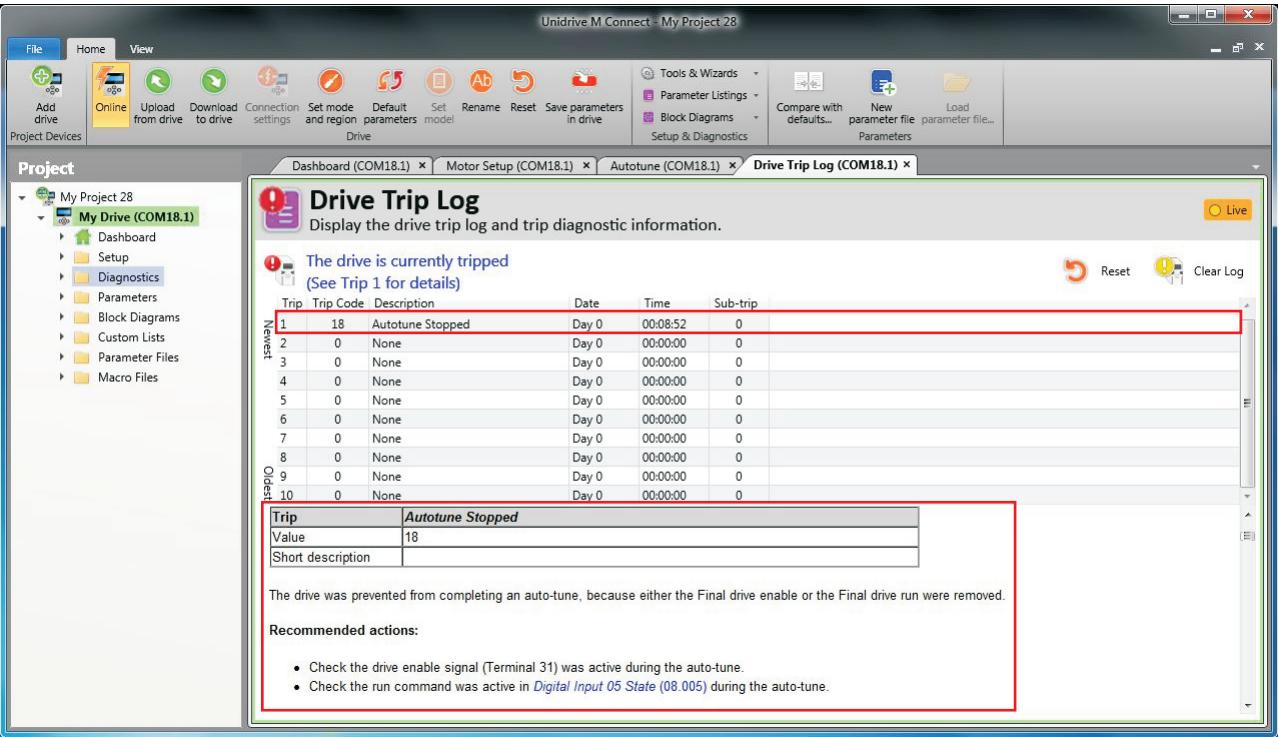 Unidrive M Connect - My Project 28
File Home View
Add drive
Online
Upload from drive
Download to drive
Connection settings
Set mode and region
Default parameters
Set model
Rename
Reset
Save parameters in drive
Tools & Wizards
Parameter Listings
Block Diagrams
Compare with defaults...
New parameter file
Load parameter file...
Project Devices
Drive
Setup & Diagnostics
Parameters
Project
My Project 28
My Drive (COM18.1)
Dashboard
Setup
Diagnostics
Parameters
Block Diagrams
Custom Lists
Parameter Files
Macro Files
Dashboard (COM18.1) × Motor Setup (COM18.1) × Autotune (COM18.1) × Drive Trip Log (COM18.1) ×
Drive Trip Log
Display the drive trip log and trip diagnostic information.
Live
The drive is currently tripped
(See Trip 1 for details)
Reset
Clear Log
Trip Trip Code Description Date Time Sub-trip
Newest
1 18 Autotune Stopped Day 0 00:08:52 0
2 0 None Day 0 00:00:00 0
3 0 None Day 0 00:00:00 0
4 0 None Day 0 00:00:00 0
5 0 None Day 0 00:00:00 0
6 0 None Day 0 00:00:00 0
7 0 None Day 0 00:00:00 0
8 0 None Day 0 00:00:00 0
9 0 None Day 0 00:00:00 0
10 0 None Day 0 00:00:00 0
Oldest
Trip Autotune Stopped
Value 18
Short description
The drive was prevented from completing an auto-tune, because either the Final drive enable or the Final drive run were removed.
Recommended actions:
• Check the drive enable signal (Terminal 31) was active during the auto-tune.
• Check the run command was active in Digital Input 05 State (08.005) during the auto-tune.